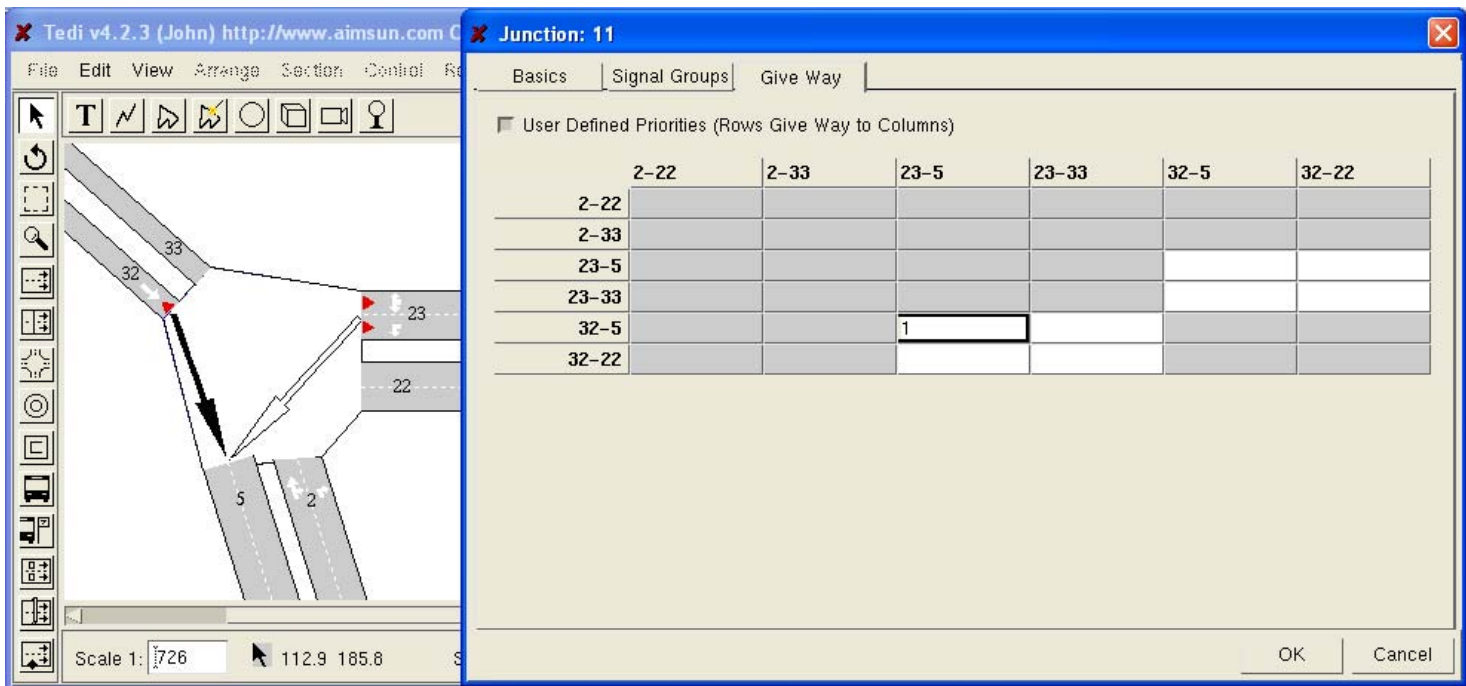 Tedi v4.2.3 (John) http://www.aimsun.com C
File Edit View Arrange Section Control Re
T
33
32
23
22
5
2
Scale 1: 726 112.9 185.8 S
Junction: 11
Basics Signal Groups Give Way
User Defined Priorities (Rows Give Way to Columns)
2-22 2-33 23-5 23-33 32-5 32-22
2-22
2-33
23-5
23-33
32-5 1
32-22
OK Cancel